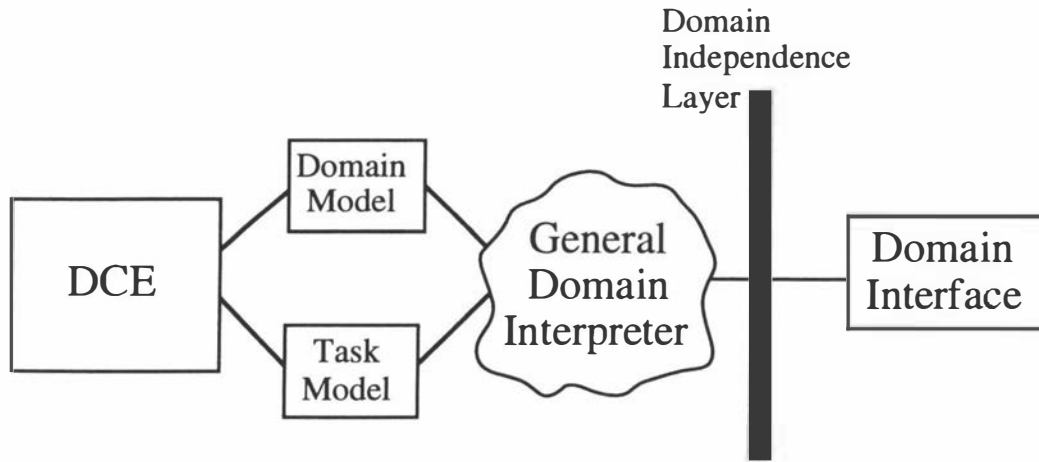 Domain
Independence
Layer
Domain
Model
DCE
General
Domain
Interpreter
Domain
Interface
Task
Model